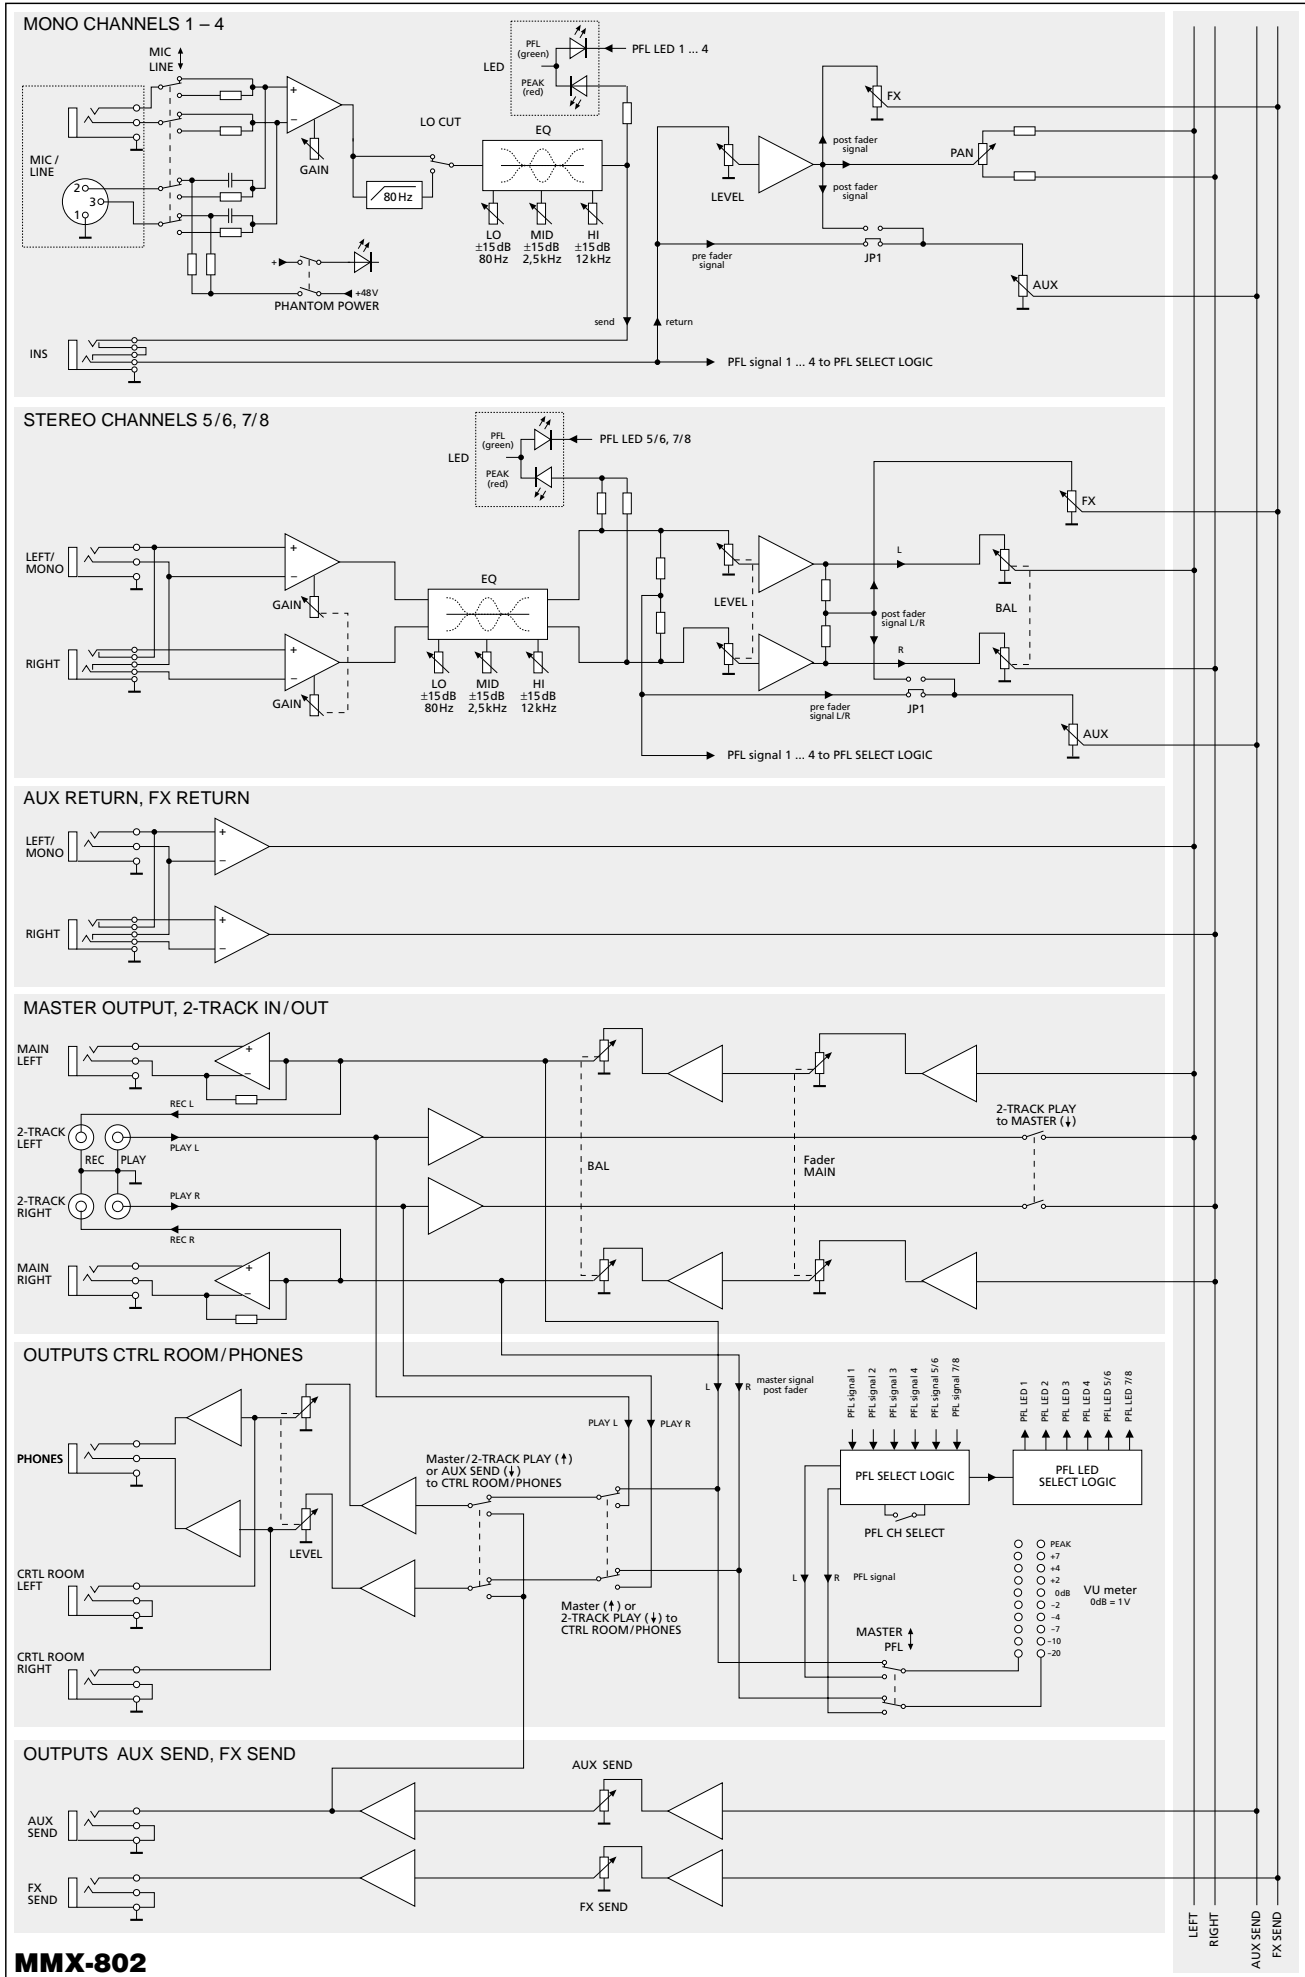 MONO CHANNELS 1 – 4
MIC
LINE
MIC /
LINE
2
3
1
+
−
GAIN
LO CUT
80 Hz
PFL
(green)
LED
PEAK
(red)
PFL LED 1 ... 4
EQ
LO
±15 dB
80 Hz
MID
±15 dB
2,5 kHz
HI
±15 dB
12 kHz
+
+48 V
PHANTOM POWER
LEVEL
post fader
signal
post fader
signal
pre fader
signal
JP1
FX
PAN
AUX
INS
send
return
PFL signal 1 ... 4 to PFL SELECT LOGIC
STEREO CHANNELS 5/6, 7/8
PFL
(green)
LED
PEAK
(red)
PFL LED 5/6, 7/8
LEFT/
MONO
RIGHT
+
−
GAIN
+
−
GAIN
EQ
LO
±15 dB
80 Hz
MID
±15 dB
2,5 kHz
HI
±15 dB
12 kHz
LEVEL
L
post fader
signal L/R
R
pre fader
signal L/R
JP1
FX
BAL
AUX
PFL signal 1 ... 4 to PFL SELECT LOGIC
AUX RETURN, FX RETURN
LEFT/
MONO
+
−
RIGHT
+
−
MASTER OUTPUT, 2-TRACK IN/OUT
MAIN
LEFT
+
−
REC L
2-TRACK
LEFT
PLAY L
REC
PLAY
2-TRACK
RIGHT
PLAY R
REC R
MAIN
RIGHT
+
−
BAL
Fader
MAIN
2-TRACK PLAY
to MASTER (↓)
OUTPUTS CTRL ROOM/PHONES
PHONES
CRTL ROOM
LEFT
CRTL ROOM
RIGHT
LEVEL
Master/2-TRACK PLAY (↑)
or AUX SEND (↓)
to CTRL ROOM/PHONES
PLAY L
PLAY R
L
R
master signal
post fader
Master (↑) or
2-TRACK PLAY (↓) to
CTRL ROOM/PHONES
PFL signal 1
PFL signal 2
PFL signal 3
PFL signal 4
PFL signal 5/6
PFL signal 7/8
PFL SELECT LOGIC
PFL CH SELECT
PFL LED 1
PFL LED 2
PFL LED 3
PFL LED 4
PFL LED 5/6
PFL LED 7/8
PFL LED
SELECT LOGIC
L
R
PFL signal
MASTER
PFL
PEAK
+7
+4
+2
0dB
−2
−4
−7
−10
−20
VU meter
0dB = 1 V
OUTPUTS AUX SEND, FX SEND
AUX
SEND
AUX SEND
FX
SEND
FX SEND
LEFT
RIGHT
AUX SEND
FX SEND
MMX-802